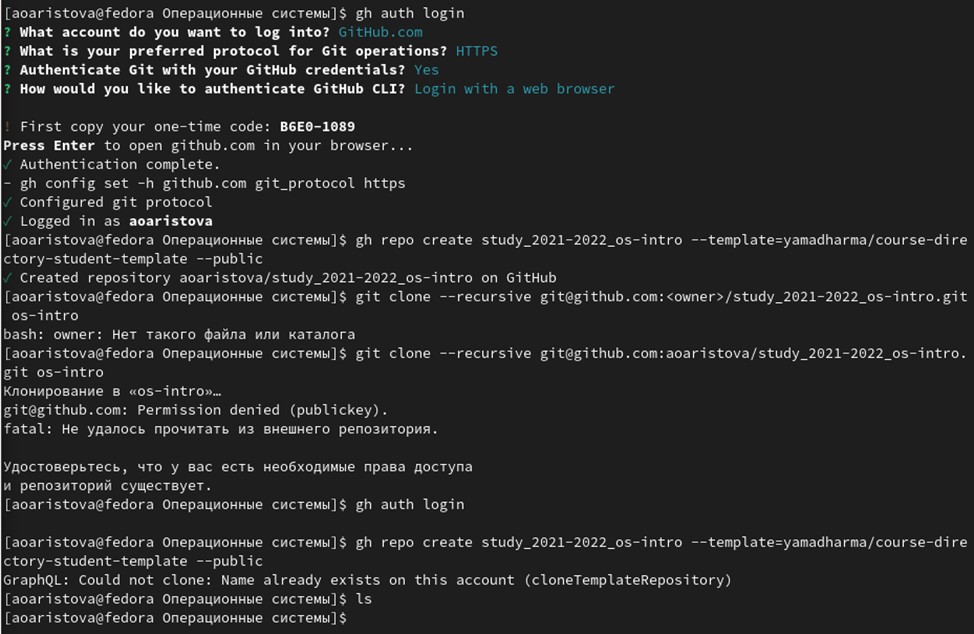 [aoaristova@fedora Операционные системы]$ gh auth login
? What account do you want to log into? GitHub.com
? What is your preferred protocol for Git operations? HTTPS
? Authenticate Git with your GitHub credentials? Yes
? How would you like to authenticate GitHub CLI? Login with a web browser
! First copy your one-time code: B6E0-1089
Press Enter to open github.com in your browser...
✓ Authentication complete.
- gh config set -h github.com git_protocol https
✓ Configured git protocol
✓ Logged in as aoaristova
[aoaristova@fedora Операционные системы]$ gh repo create study_2021-2022_os-intro --template=yamadharma/course-dire
ctory-student-template --public
✓ Created repository aoaristova/study_2021-2022_os-intro on GitHub
[aoaristova@fedora Операционные системы]$ git clone --recursive git@github.com:<owner>/study_2021-2022_os-intro.git
 os-intro
bash: owner: Нет такого файла или каталога
[aoaristova@fedora Операционные системы]$ git clone --recursive git@github.com:aoaristova/study_2021-2022_os-intro.
git os-intro
Клонирование в «os-intro»…
git@github.com: Permission denied (publickey).
fatal: Не удалось прочитать из внешнего репозитория.
Удостоверьтесь, что у вас есть необходимые права доступа
и репозиторий существует.
[aoaristova@fedora Операционные системы]$ gh auth login
[aoaristova@fedora Операционные системы]$ gh repo create study_2021-2022_os-intro --template=yamadharma/course-dire
ctory-student-template --public
GraphQL: Could not clone: Name already exists on this account (cloneTemplateRepository)
[aoaristova@fedora Операционные системы]$ ls
[aoaristova@fedora Операционные системы]$